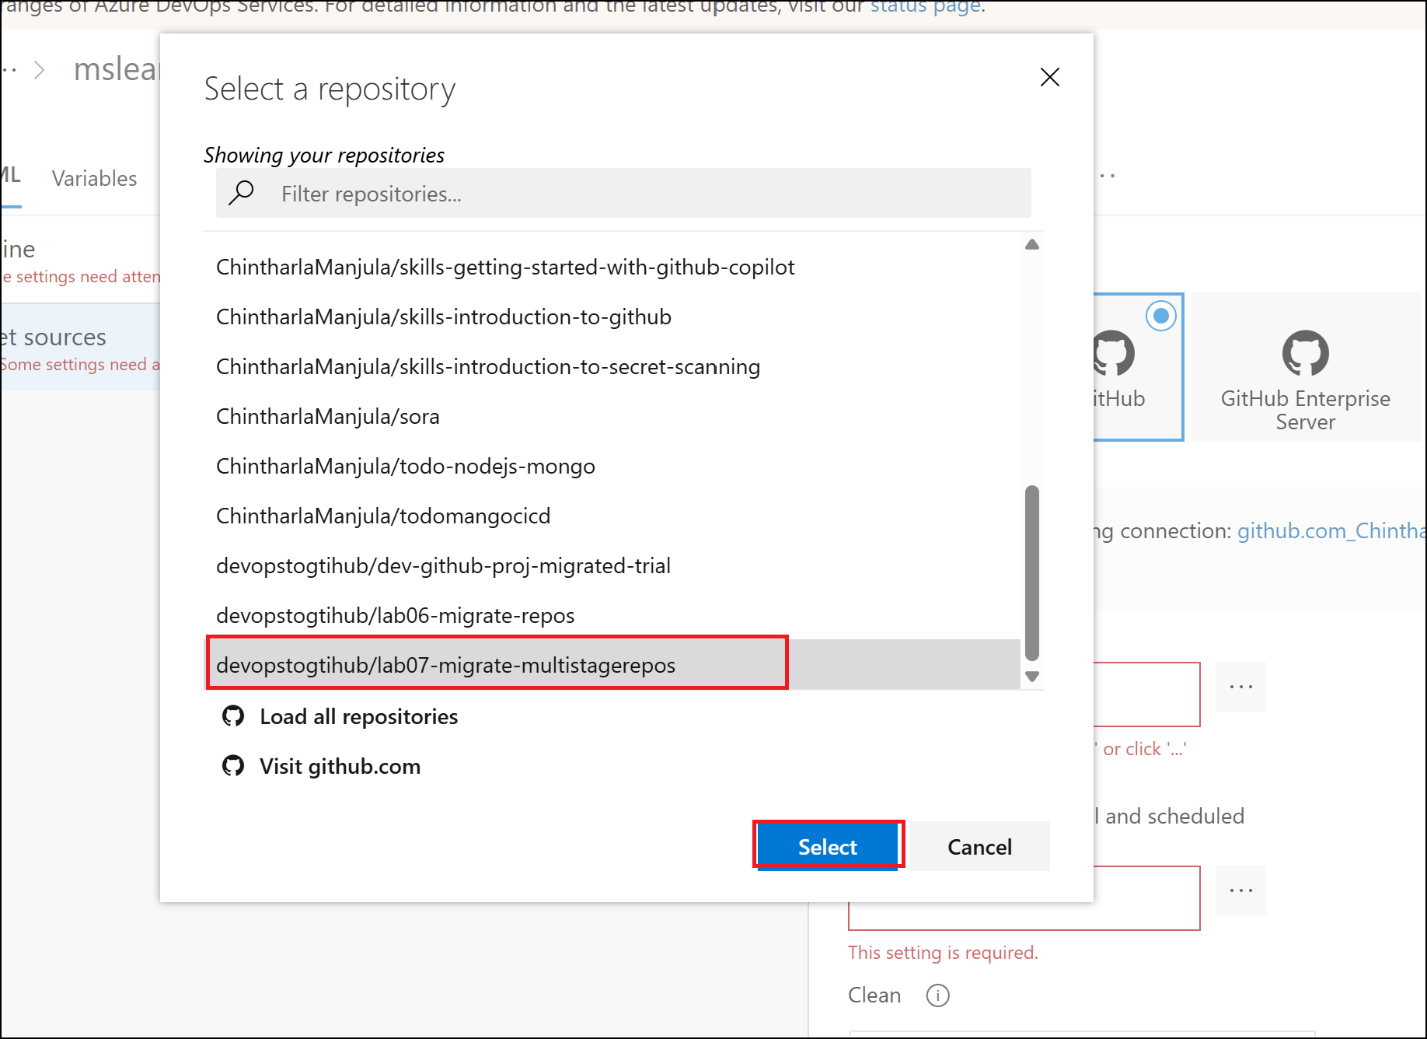 anges of Azure DevOps Services. For detailed information and the latest updates, visit our status page.
mslear
Select a repository
Showing your repositories
ML
Variables
Filter repositories...
ine
e settings need atten
ChintharlaManjula/skills-getting-started-with-github-copilot
ChintharlaManjula/skills-introduction-to-github
et sources
Some settings need a
ChintharlaManjula/skills-introduction-to-secret-scanning
itHub
GitHub Enterprise
Server
ChintharlaManjula/sora
ChintharlaManjula/todo-nodejs-mongo
ChintharlaManjula/todomangocicd
ng connection: github.com_Chintha
devopstogtihub/dev-github-proj-migrated-trial
devopstogtihub/lab06-migrate-repos
devopstogtihub/lab07-migrate-multistagerepos
Load all repositories
' or click '...'
Visit github.com
l and scheduled
Select
Cancel
This setting is required.
Clean